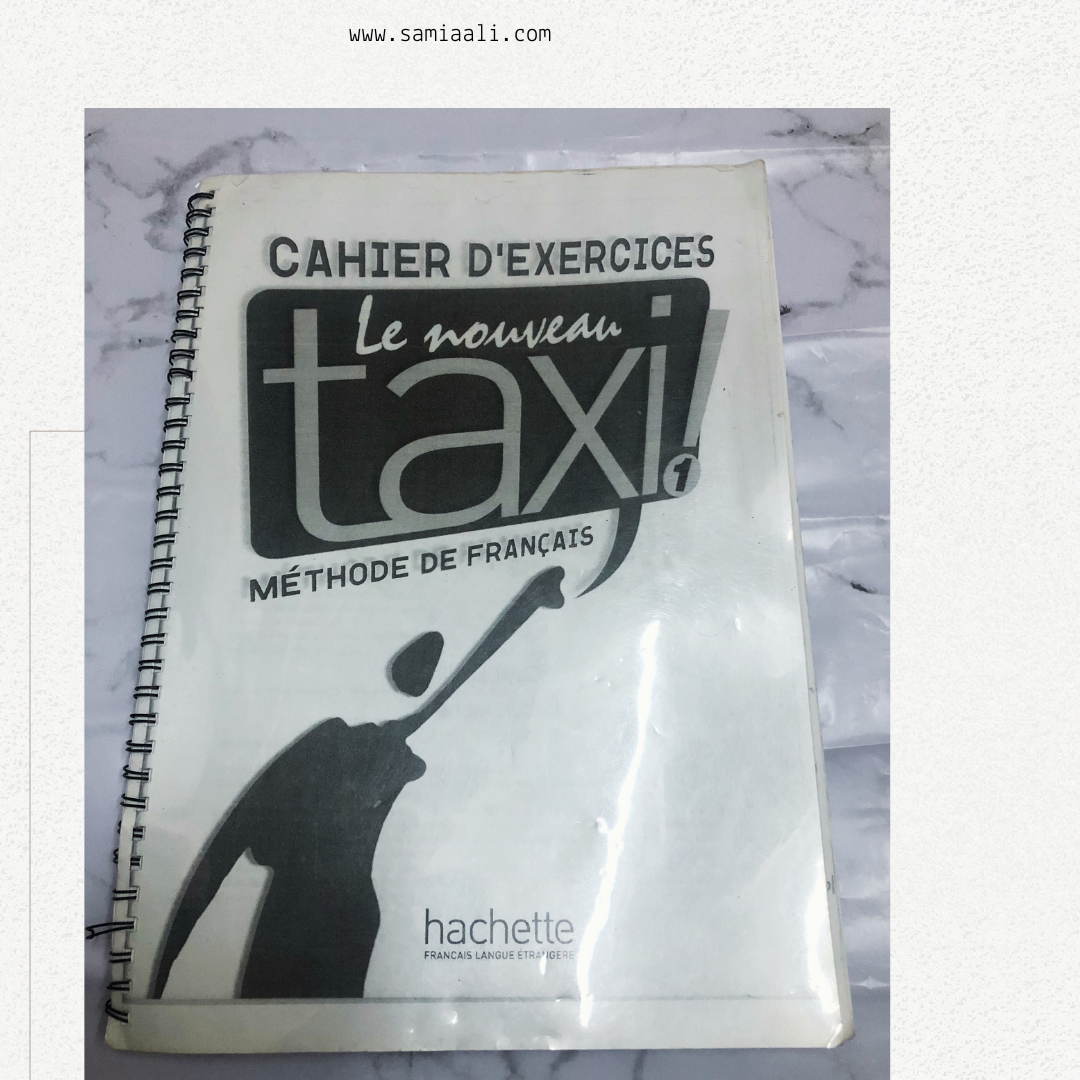 www.samiaali.com
CAHIER D'EXERCICES
Le nouveau
taxi!
1
MÉTHODE DE FRANÇAIS
hachette
FRANÇAIS LANGUE ÉTRANGÈRE